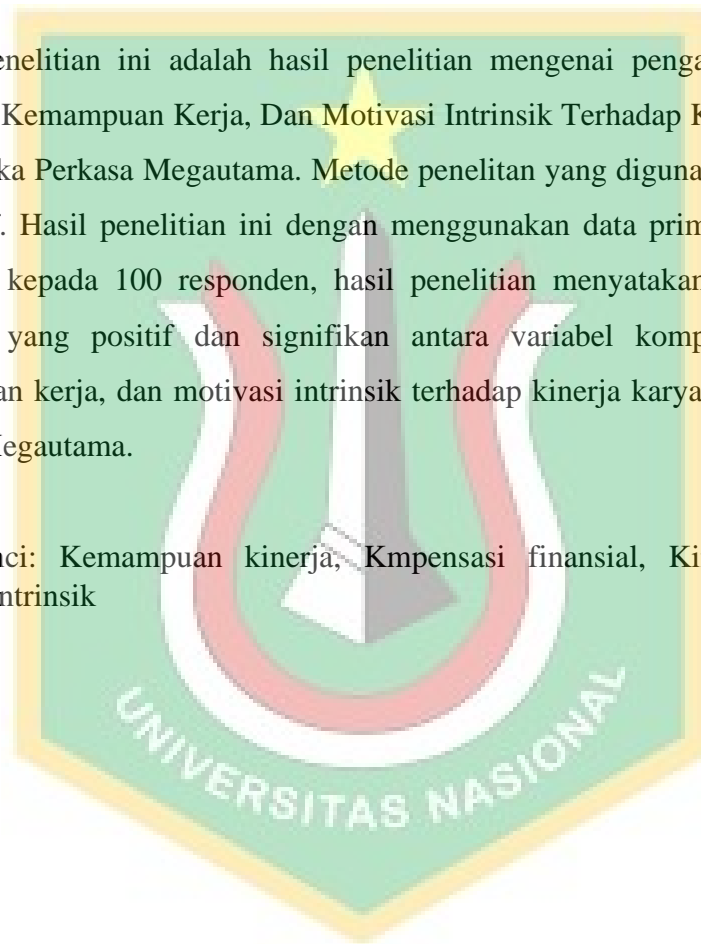 enelitian ini adalah hasil penelitian mengenai penga
Kemampuan Kerja, Dan Motivasi Intrinsik Terhadap K
ka Perkasa Megautama. Metode penelitan yang diguna
. Hasil penelitian ini dengan menggunakan data prim
kepada 100 responden, hasil penelitian menyatakan
yang positif dan signifikan antara variabel komp
an kerja, dan motivasi intrinsik terhadap kinerja karya
Megautama.
nci: Kemampuan kinerja, Kmpensasi finansial, Ki
ntrinsik
UNIVERSITAS NASIONAL